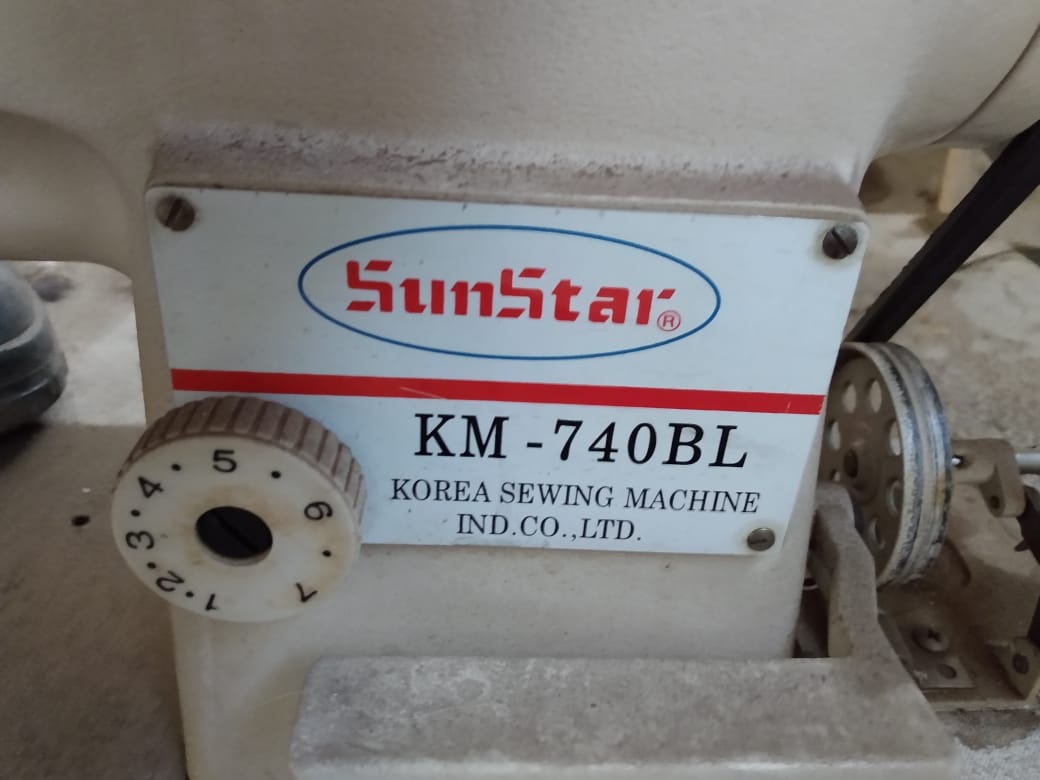 SunStar®
KM-740BL
KOREA SEWING MACHINE
IND.CO.,LTD.
1 2 3 4 5 6 7